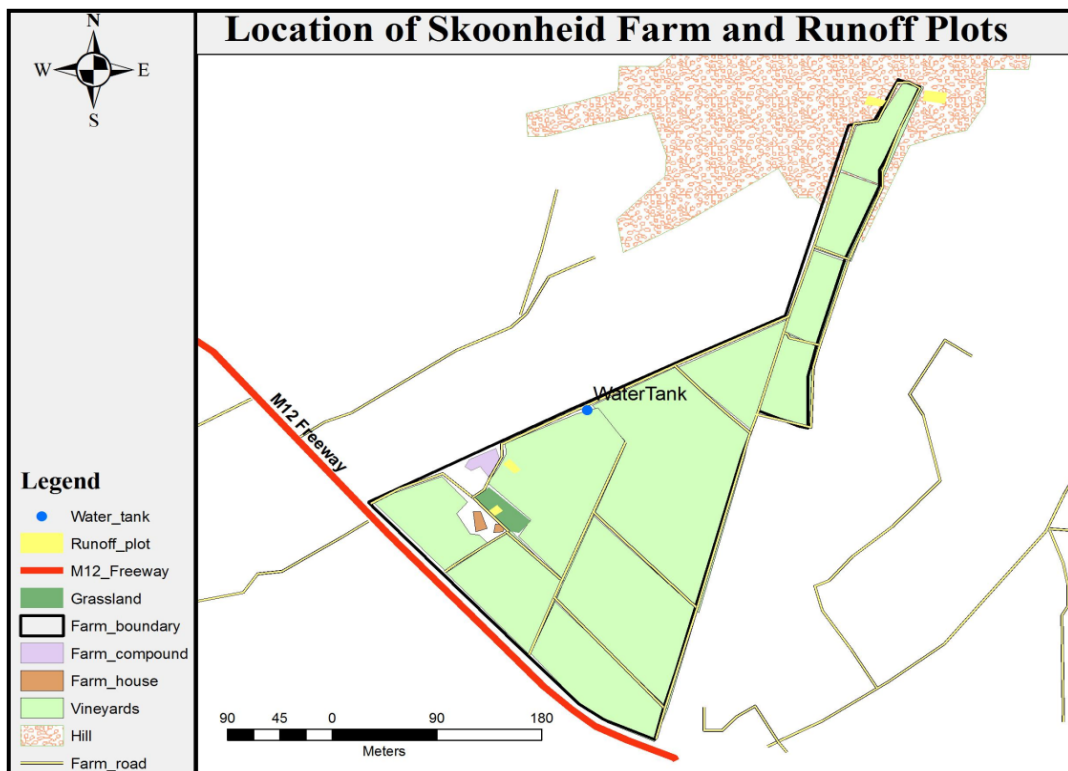 Location of Skoonheid Farm and Runoff Plots
N
W E
S
WaterTank
M12 Freeway
Legend
Water_tank
Runoff_plot
M12_Freeway
Grassland
Farm_boundary
Farm_compound
Farm_house
Vineyards
Hill
Farm_road
90 45 0 90 180
Meters